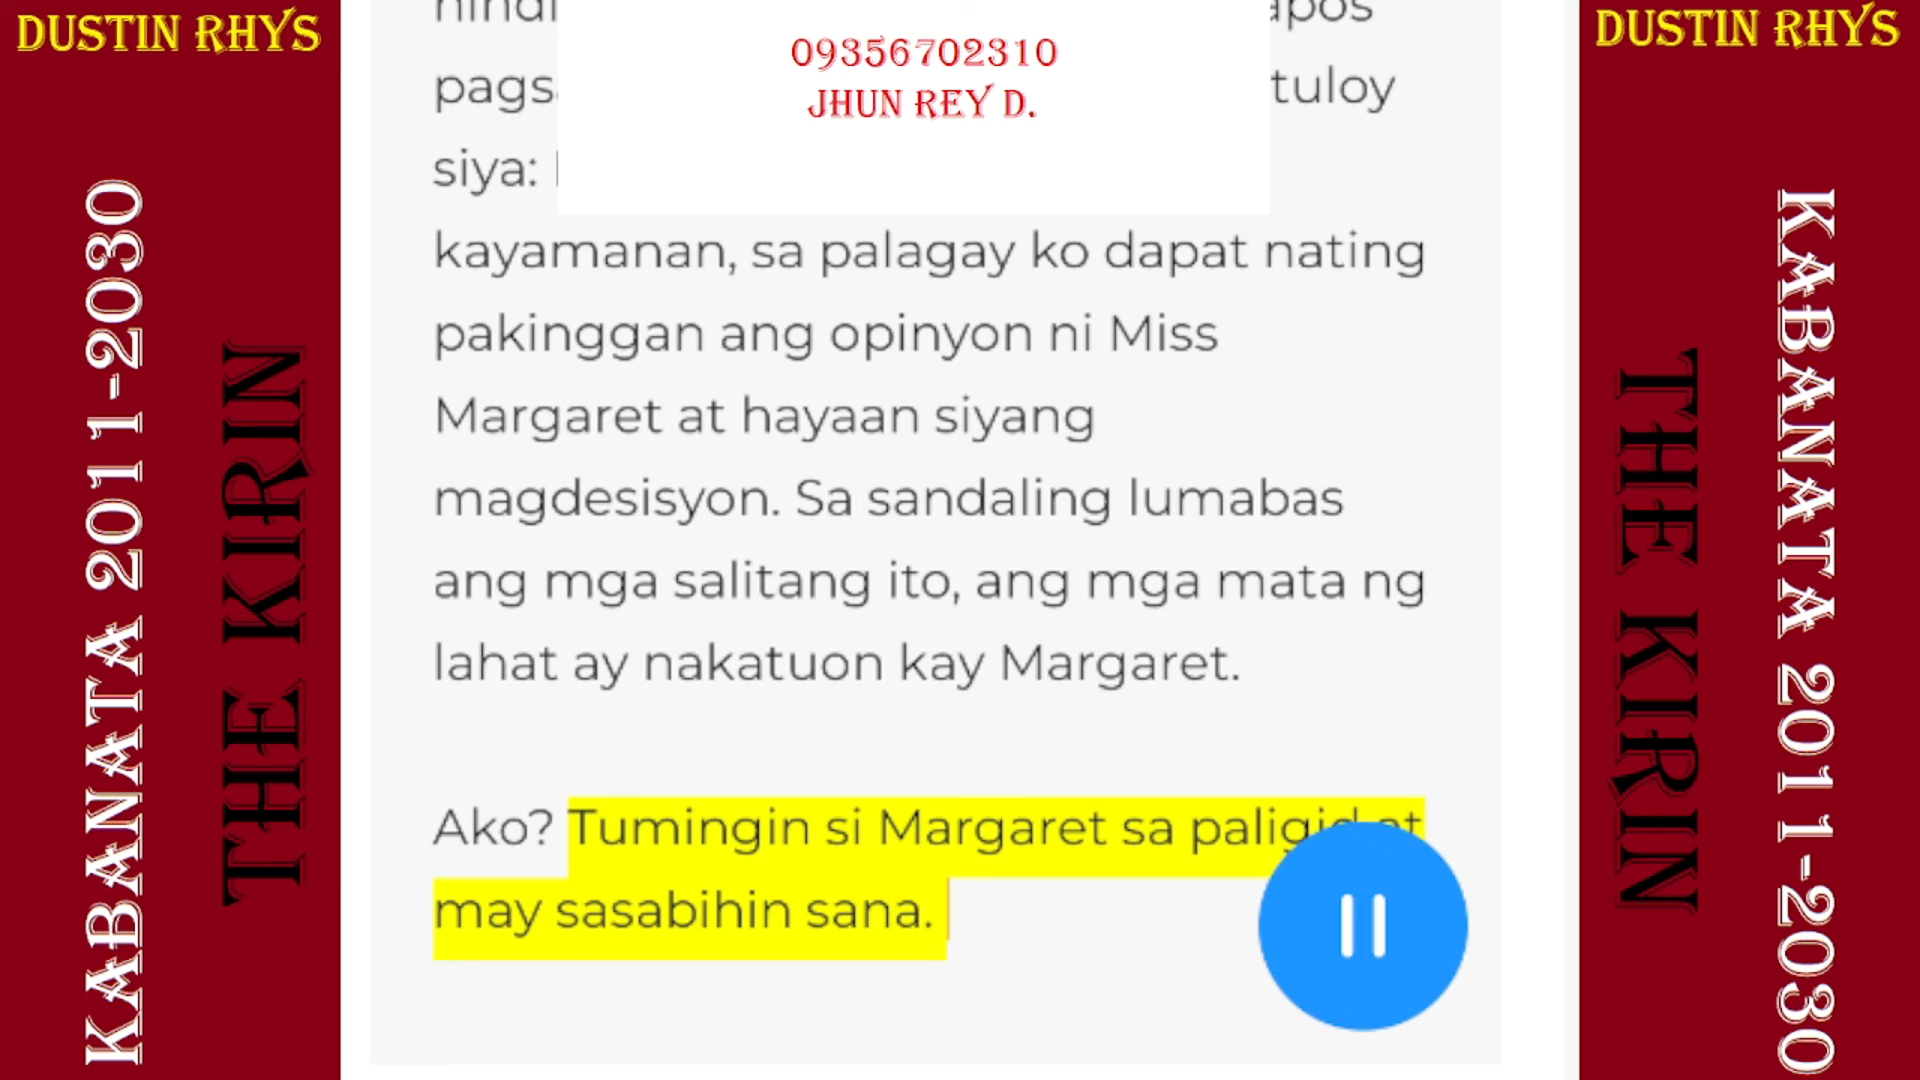 DUSTIN RHYS
KABANATA 2011-2030
THE KIRIN
09356702310
JHUN REY D.
siya:
kayamanan, sa palagay ko dapat nating
pakinggan ang opinyon ni Miss
Margaret at hayaan siyang
magdesisyon. Sa sandaling lumabas
ang mga salitang ito, ang mga mata ng
lahat ay nakatuon kay Margaret.
Ako? Tumingin si Margaret sa paligid at
may sasabihin sana.
DUSTIN RHYS
THE KIRIN
KABANATA 2011-2030